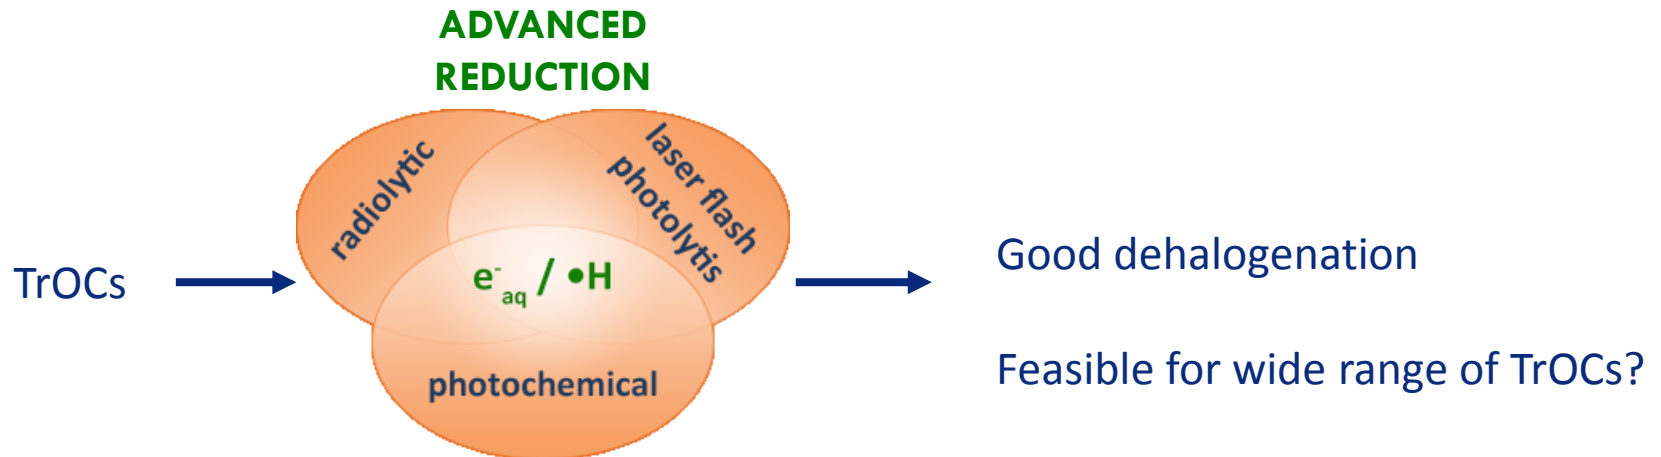 ADVANCED
REDUCTION
radiolytic
laser flash
photolytis
TrOCs
e⁻aq / •H
photochemical
Good dehalogenation
Feasible for wide range of TrOCs?